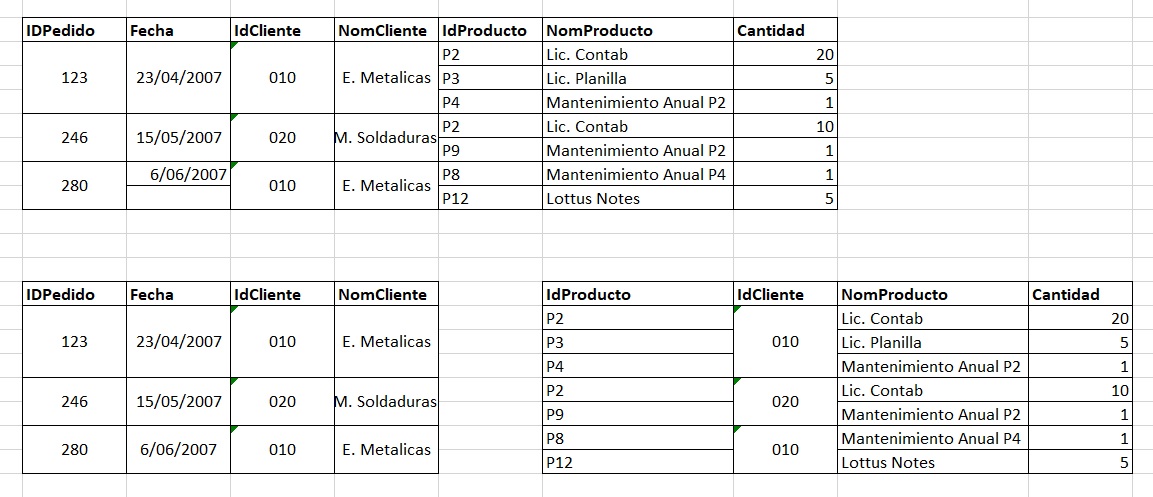 IDPedido Fecha IdCliente NomCliente IdProducto NomProducto Cantidad
123 23/04/2007 010 E. Metalicas P2 Lic. Contab 20
P3 Lic. Planilla 5
P4 Mantenimiento Anual P2 1
246 15/05/2007 020 M. Soldaduras P2 Lic. Contab 10
P9 Mantenimiento Anual P2 1
280 6/06/2007 010 E. Metalicas P8 Mantenimiento Anual P4 1
P12 Lottus Notes 5
IDPedido Fecha IdCliente NomCliente
123 23/04/2007 010 E. Metalicas
246 15/05/2007 020 M. Soldaduras
280 6/06/2007 010 E. Metalicas
IdProducto IdCliente NomProducto Cantidad
P2 010 Lic. Contab 20
P3 Lic. Planilla 5
P4 Mantenimiento Anual P2 1
P2 020 Lic. Contab 10
P9 Mantenimiento Anual P2 1
P8 010 Mantenimiento Anual P4 1
P12 Lottus Notes 5